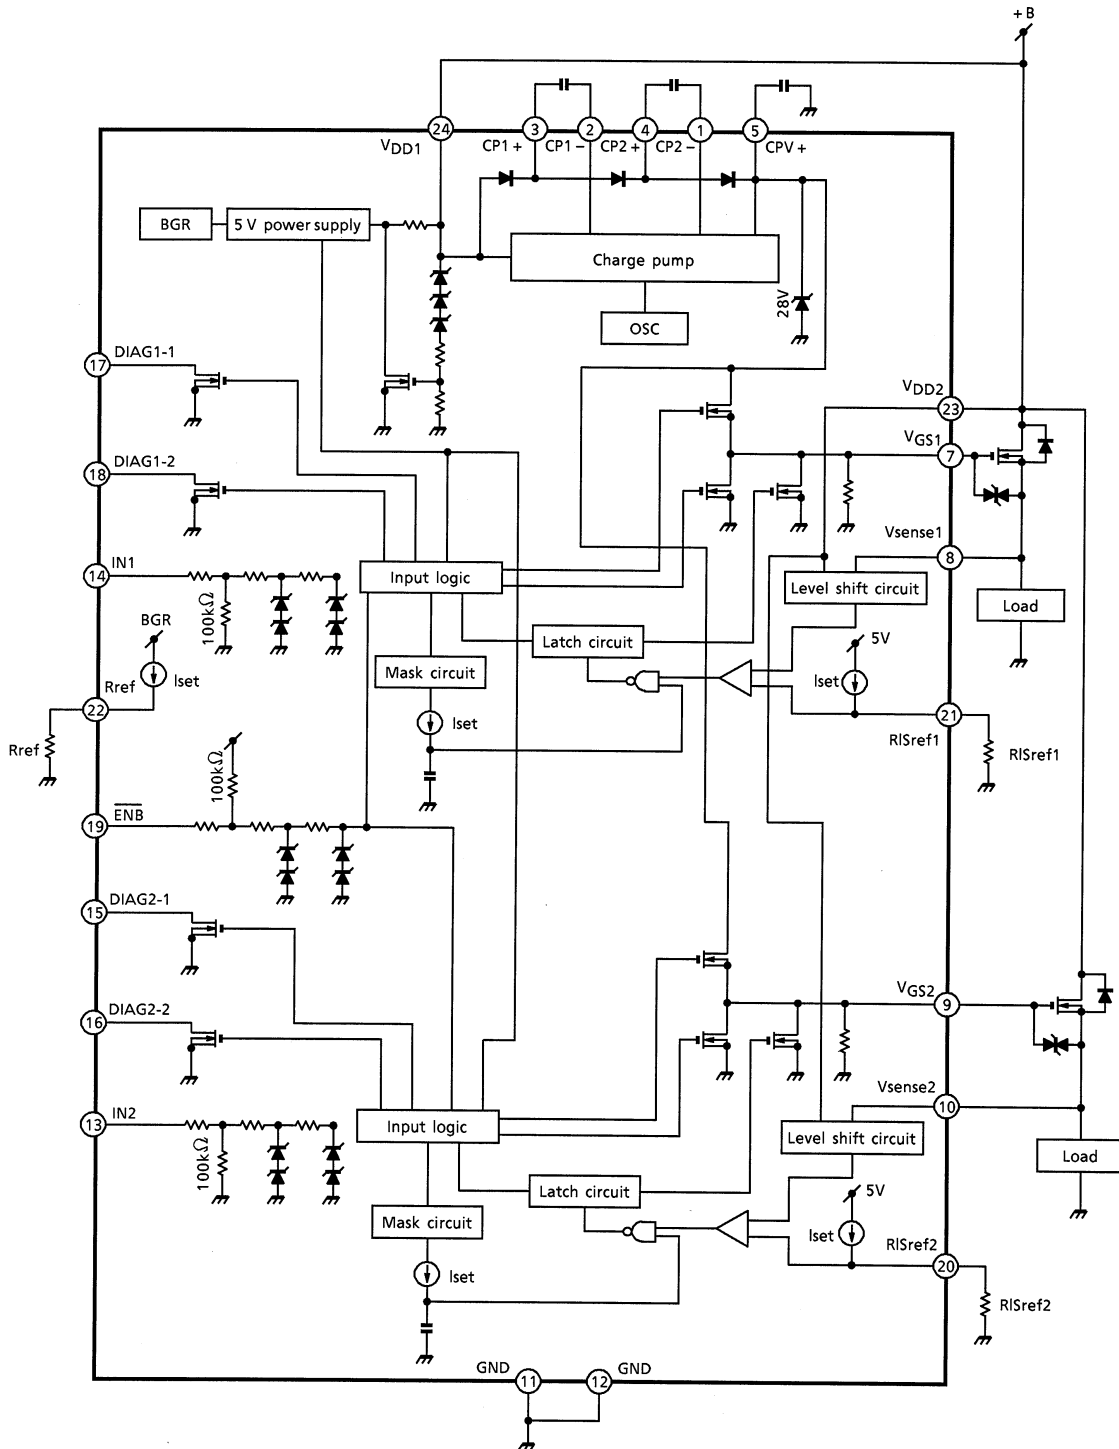 + B
24
3
2
4
1
5
VDD1
CP1 +
CP1 −
CP2 +
CP2 −
CPV +
BGR
5 V power supply
Charge pump
28V
OSC
17
DIAG1-1
VDD2
23
VGS1
7
18
DIAG1-2
Vsense1
8
14
IN1
Input logic
Level shift circuit
Load
100kΩ
BGR
Latch circuit
5V
Mask circuit
Iset
Rref
22
Iset
Iset
21
RISref1
RISref1
Rref
100kΩ
19
ENB
15
DIAG2-1
VGS2
9
16
DIAG2-2
Vsense2
10
13
IN2
Input logic
Level shift circuit
Load
100kΩ
Latch circuit
5V
Mask circuit
Iset
RISref2
20
Iset
RISref2
GND
11
12
GND